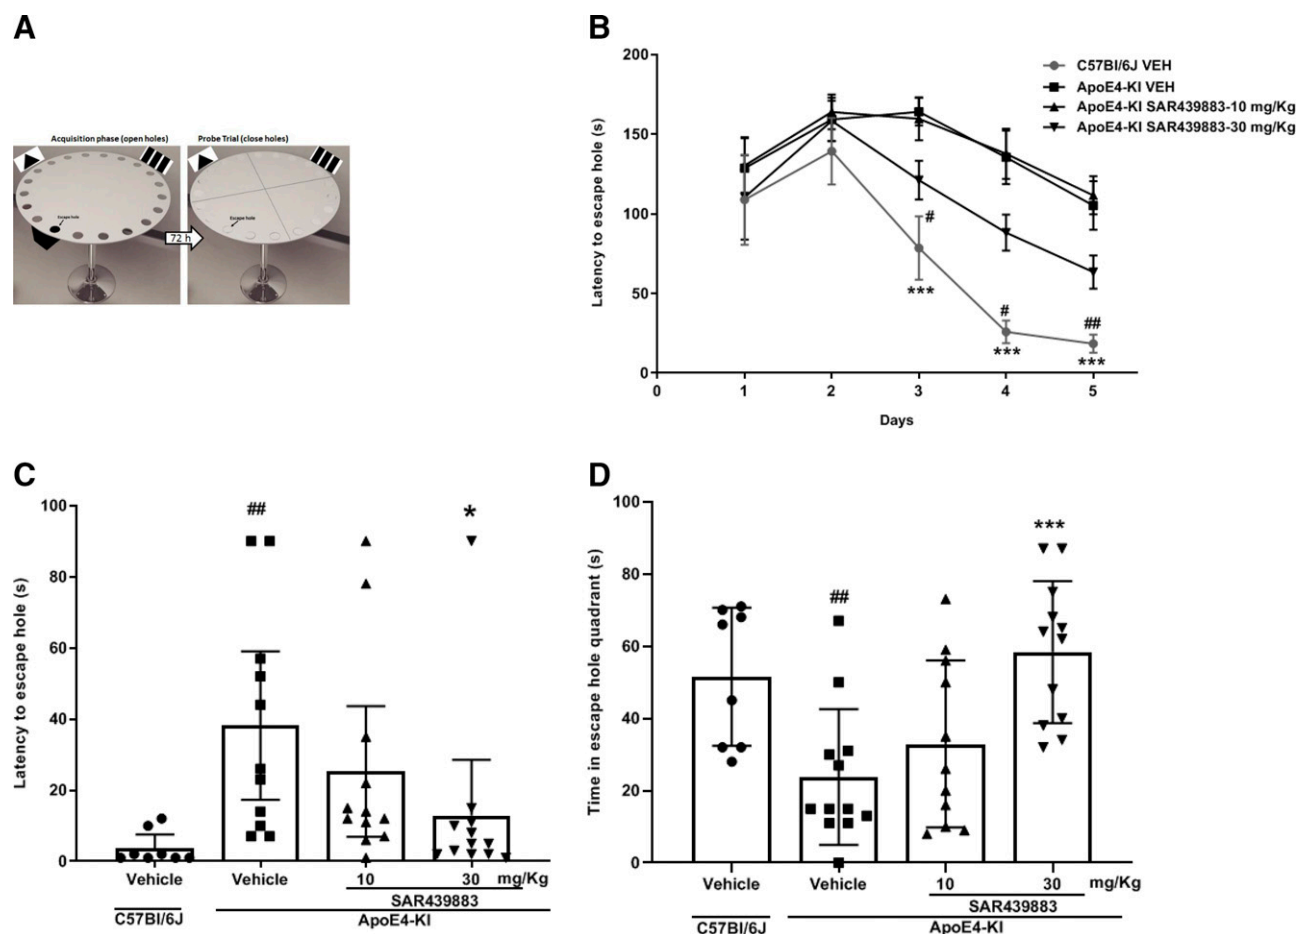 A
Acquisition phase (open holes)
Probe Trial (close holes)
Escape hole
Escape hole
72 h
B
Latency to escape hole (s)
200
150
100
50
0
0
1
2
3
4
5
Days
C57Bl/6J VEH
ApoE4-KI VEH
ApoE4-KI SAR439883-10 mg/Kg
ApoE4-KI SAR439883-30 mg/Kg
#
***
#
***
##
***
C
Latency to escape hole (s)
100
80
60
40
20
0
##
*
Vehicle
Vehicle
10
30
mg/Kg
SAR439883
C57Bl/6J
ApoE4-KI
D
Time in escape hole quadrant (s)
100
80
60
40
20
0
##
***
Vehicle
Vehicle
10
30
mg/Kg
SAR439883
C57Bl/6J
ApoE4-KI